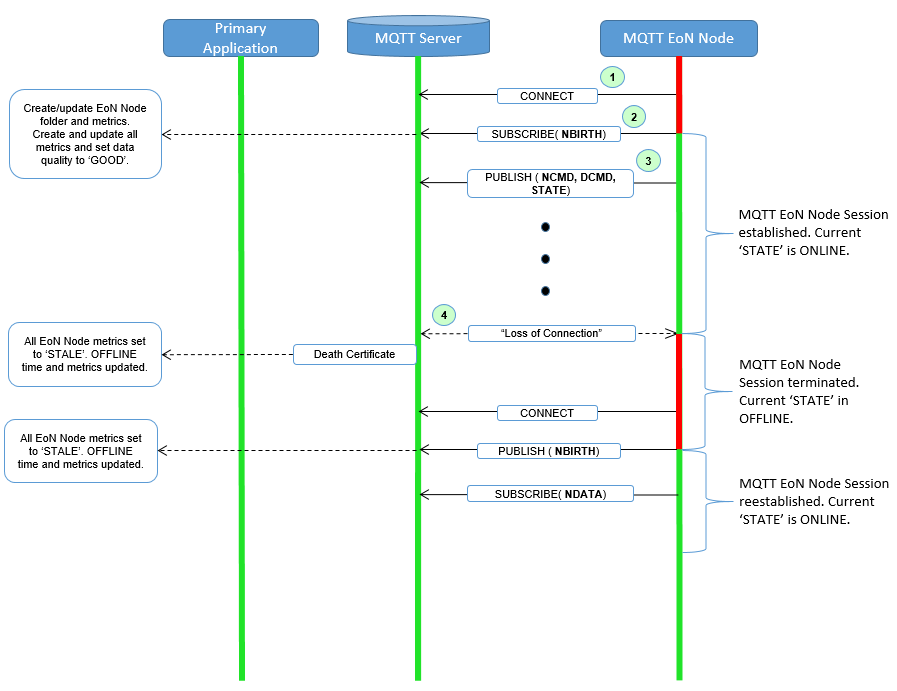 Primary
Application
MQTT Server
MQTT EoN Node
1
CONNECT
Create/update EoN Node
folder and metrics.
Create and update all
metrics and set data
quality to ‘GOOD’.
2
SUBSCRIBE( NBIRTH)
3
PUBLISH ( NCMD, DCMD,
STATE)
MQTT EoN Node Session
established. Current
‘STATE’ is ONLINE.
4
“Loss of Connection”
All EoN Node metrics set
to ‘STALE’. OFFLINE
time and metrics updated.
Death Certificate
MQTT EoN Node
Session terminated.
Current ‘STATE’ in
OFFLINE.
CONNECT
All EoN Node metrics set
to ‘STALE’. OFFLINE
time and metrics updated.
PUBLISH ( NBIRTH)
SUBSCRIBE( NDATA)
MQTT EoN Node Session
reestablished. Current
‘STATE’ is ONLINE.